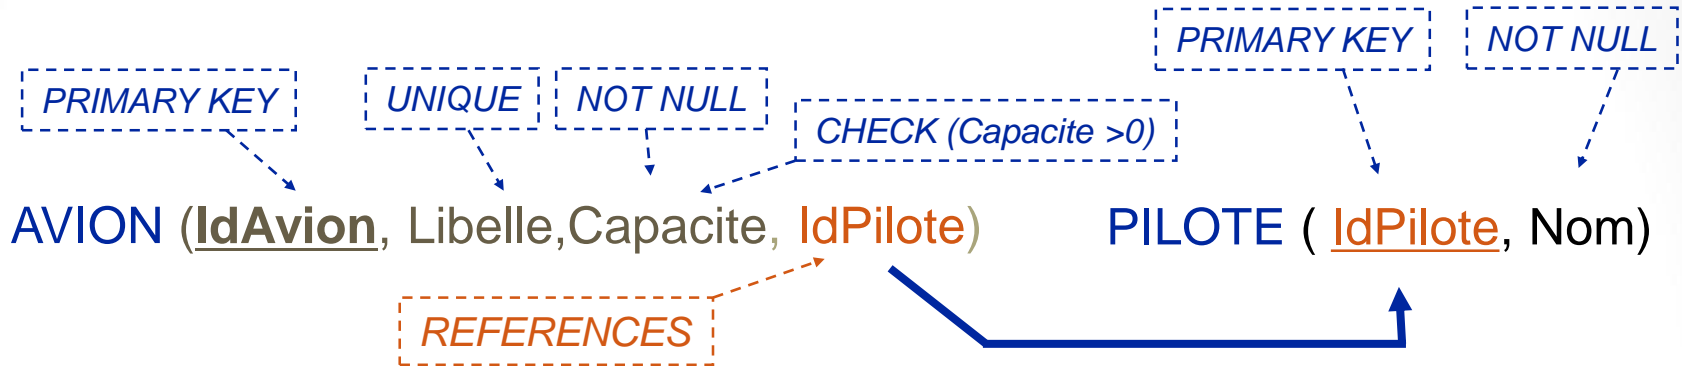 PRIMARY KEY NOT NULL
PRIMARY KEY UNIQUE NOT NULL
CHECK (Capacite >0)
AVION (IdAvion, Libelle,Capacite, IdPilote) PILOTE ( IdPilote, Nom)
REFERENCES